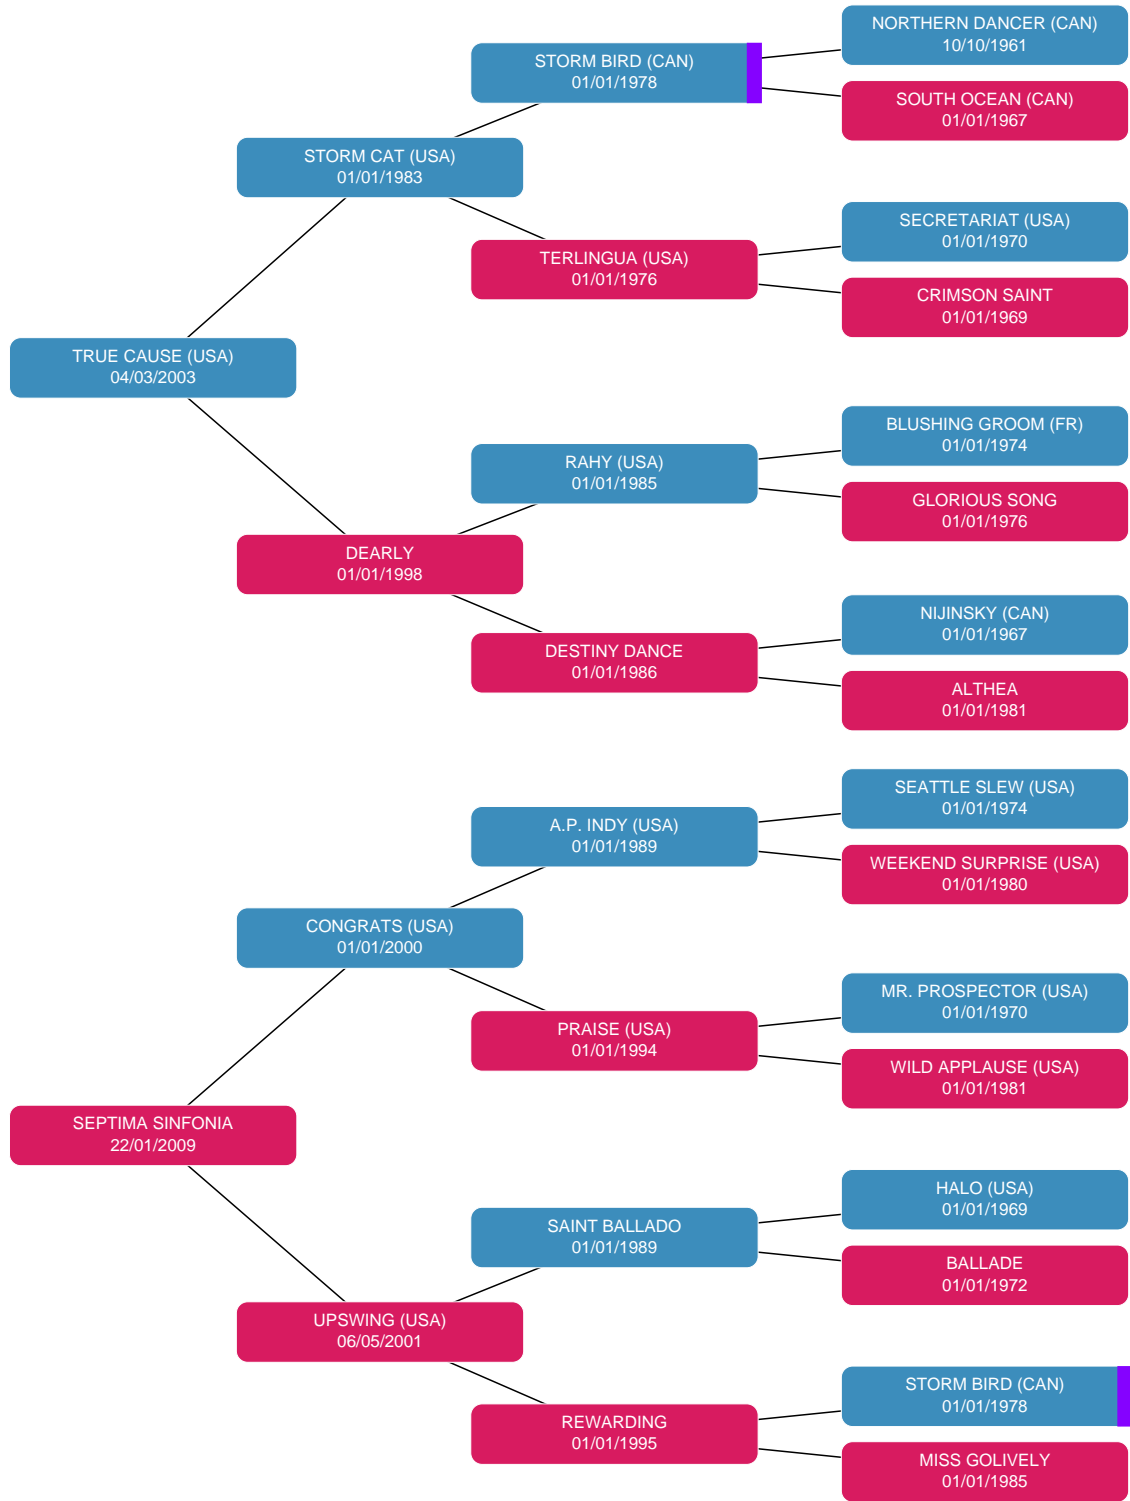 NORTHERN DANCER (CAN)
10/10/1961
STORM BIRD (CAN)
01/01/1978
SOUTH OCEAN (CAN)
01/01/1967
STORM CAT (USA)
01/01/1983
SECRETARIAT (USA)
01/01/1970
TERLINGUA (USA)
01/01/1976
CRIMSON SAINT
01/01/1969
TRUE CAUSE (USA)
04/03/2003
BLUSHING GROOM (FR)
01/01/1974
RAHY (USA)
01/01/1985
GLORIOUS SONG
01/01/1976
DEARLY
01/01/1998
NIJINSKY (CAN)
01/01/1967
DESTINY DANCE
01/01/1986
ALTHEA
01/01/1981
SEATTLE SLEW (USA)
01/01/1974
A.P. INDY (USA)
01/01/1989
WEEKEND SURPRISE (USA)
01/01/1980
CONGRATS (USA)
01/01/2000
MR. PROSPECTOR (USA)
01/01/1970
PRAISE (USA)
01/01/1994
WILD APPLAUSE (USA)
01/01/1981
SEPTIMA SINFONIA
22/01/2009
HALO (USA)
01/01/1969
SAINT BALLADO
01/01/1989
BALLADE
01/01/1972
UPSWING (USA)
06/05/2001
STORM BIRD (CAN)
01/01/1978
REWARDING
01/01/1995
MISS GOLIVELY
01/01/1985